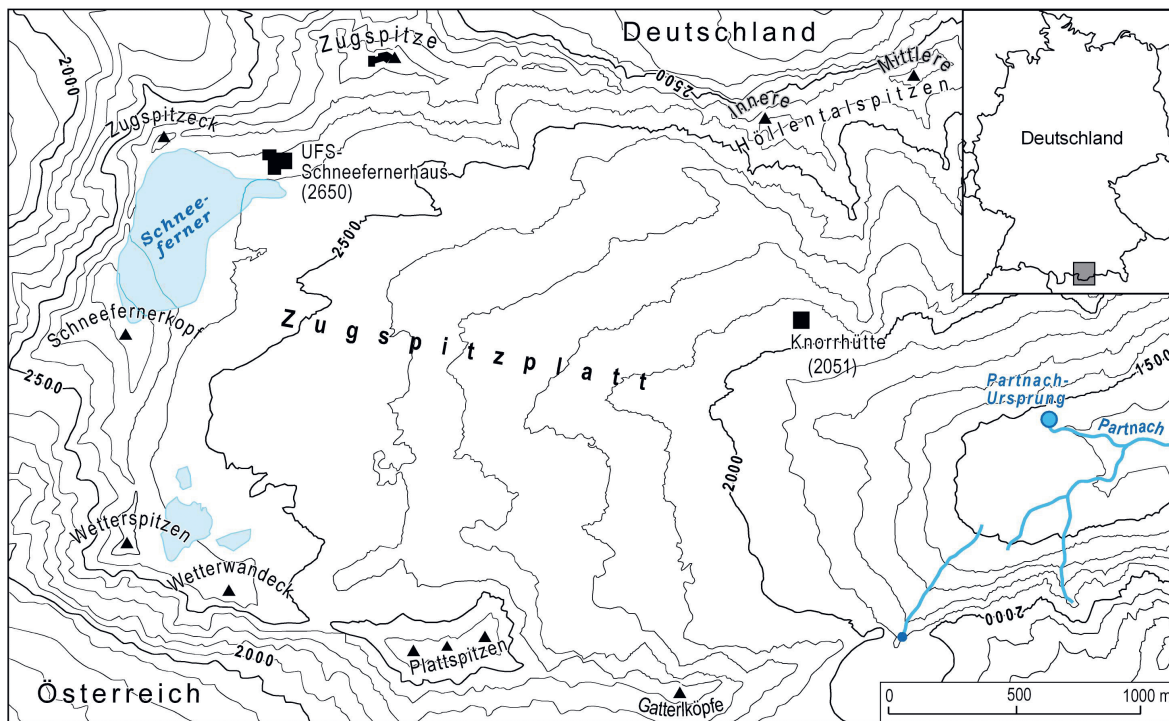 Deutschland
Zugspitze
Mittlere
2000
2500
Innere
Höllentalspitzen
Zugspitzeck
UFS-
Schneefernerhaus
(2650)
Deutschland
Schnee-
ferner
2500
Schneefernerkopf
Zugspitzplatt
Knorrhütte
(2051)
2500
1500
Partnach-
Ursprung
Partnach
2000
Wetterspitzen
Wetterwandeck
2000
2000
Plattspitzen
Österreich
Gatterlköpfe
0 500 1000 m